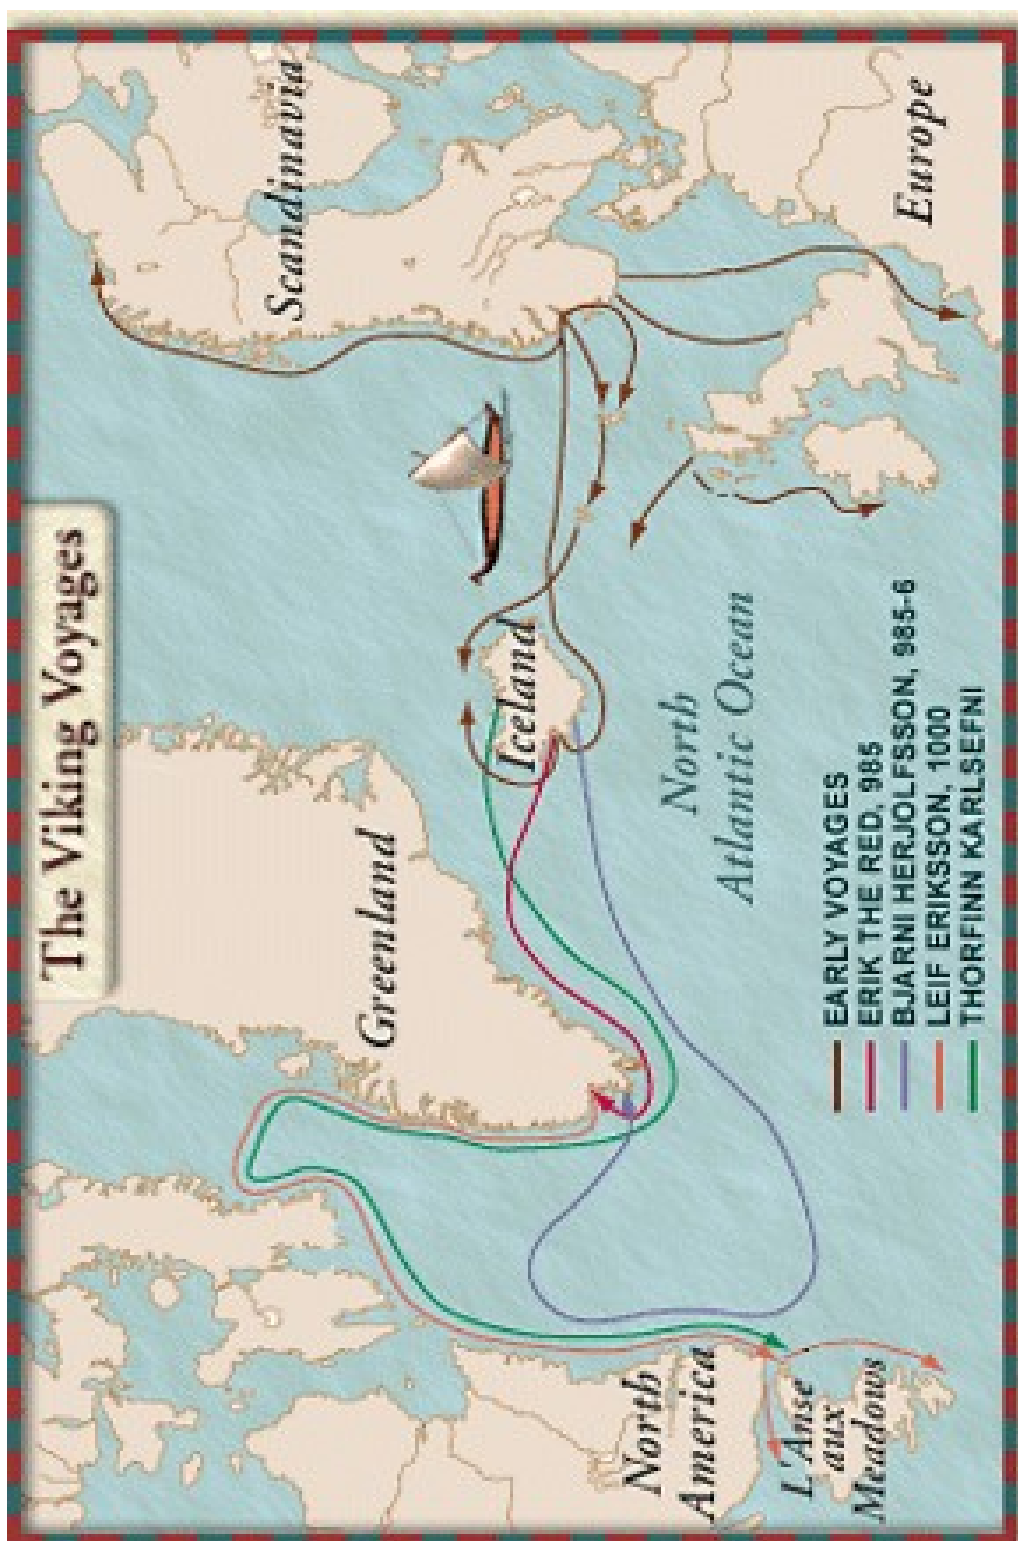 The Viking Voyages
Scandinavia
Europe
Greenland
Iceland
North
Atlantic Ocean
North
America
L'Anse
aux
Meadows
EARLY VOYAGES
ERIK THE RED, 985
BJARNI HERJOLFSSON, 985-6
LEIF ERIKSSON, 1000
THORFINN KARLSEFNI